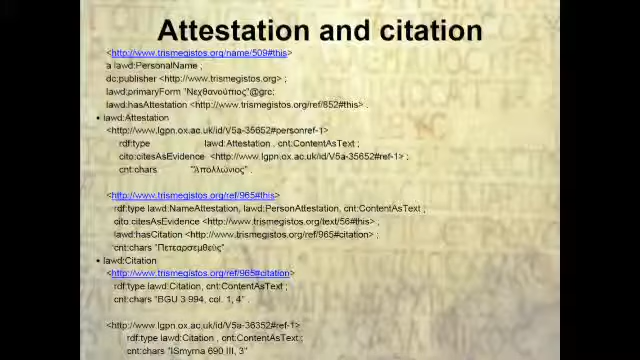 Attestation and citation
<http://www.trismegistos.org/name/509#this>
a lawd:PersonalName ;
dc:publisher <http://www.trismegistos.org> ;
lawd:primaryForm "Νεχθανοῦπις"@grc;
lawd:hasAttestation <http://www.trismegistos.org/ref/852#this> .
• lawd:Attestation
<http://www.lgpn.ox.ac.uk/id/V5a-35652#personref-1>
rdf:type lawd:Attestation , cnt:ContentAsText ;
cito:citesAsEvidence <http://www.lgpn.ox.ac.uk/id/V5a-35652#ref-1> ;
cnt:chars "Ἀπολλώνιος" .
<http://www.trismegistos.org/ref/965#this>
rdf:type lawd:NameAttestation, lawd:PersonAttestation, cnt:ContentAsText ;
cito:citesAsEvidence <http://www.trismegistos.org/text/56#this> ;
lawd:hasCitation <http://www.trismegistos.org/ref/965#citation> ;
cnt:chars "Πετεαρσεμθεὺς"
• lawd:Citation
<http://www.trismegistos.org/ref/965#citation>
rdf:type lawd:Citation, cnt:ContentAsText ;
cnt:chars "BGU 3 994, col. 1, 4" .
<http://www.lgpn.ox.ac.uk/id/V5a-36352#ref-1>
rdf:type lawd:Citation , cnt:ContentAsText ;
cnt:chars "ISmyrna 690 III, 3"